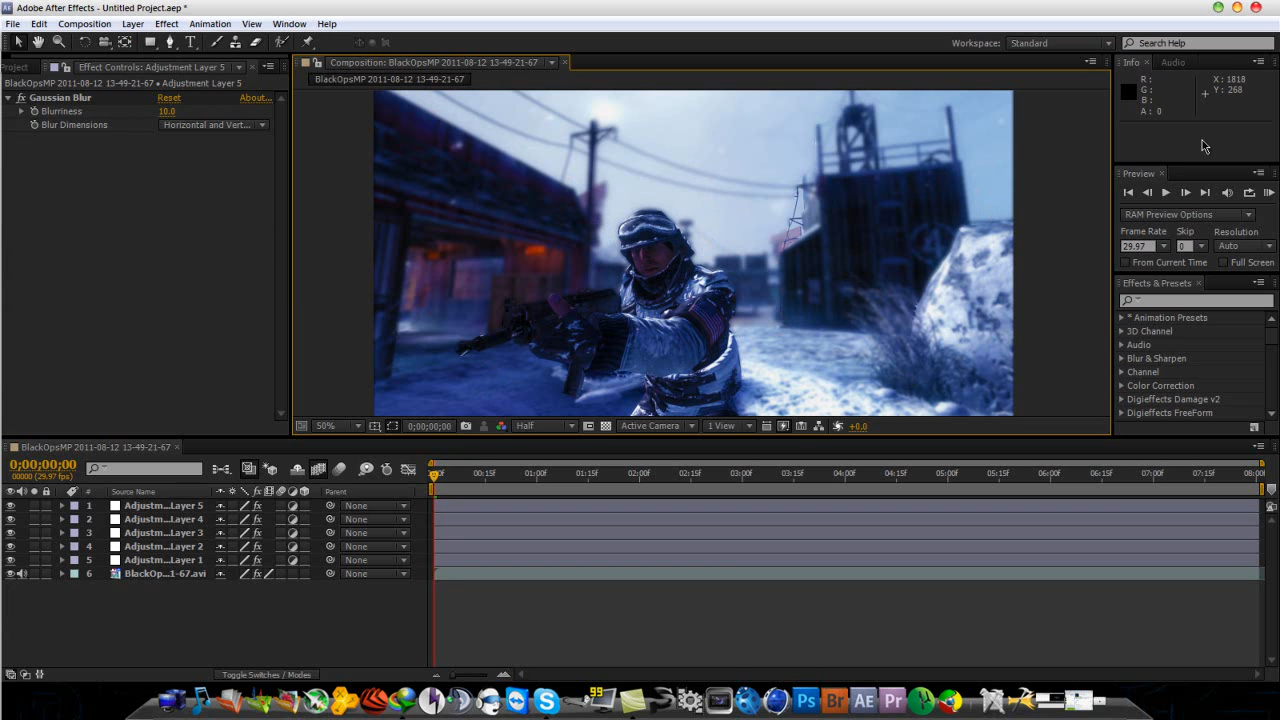 Adobe After Effects - Untitled Project.aep *
File Edit Composition Layer Effect Animation View Window Help
Workspace: Standard Search Help
Project Effect Controls: Adjustment Layer 5
BlackOpsMP 2011-08-12 13-49-21-67 • Adjustment Layer 5
fx Gaussian Blur Reset About...
Blurriness 10.0
Blur Dimensions Horizontal and Vert...
Composition: BlackOpsMP 2011-08-12 13-49-21-67
BlackOpsMP 2011-08-12 13-49-21-67
50% 0;00;00;00 Half Active Camera 1 View +0.0
Info Audio
R : X : 1818
G : Y : 268
B :
A : 0
Preview
RAM Preview Options
Frame Rate Skip Resolution
29.97 0 Auto
From Current Time Full Screen
Effects & Presets
* Animation Presets
3D Channel
Audio
Blur & Sharpen
Channel
Color Correction
Digieffects Damage v2
Digieffects FreeForm
BlackOpsMP 2011-08-12 13-49-21-67
0;00;00;00
00000 (29.97 fps)
00:15f 01:00f 01:15f 02:00f 02:15f 03:00f 03:15f 04:00f 04:15f 05:00f 05:15f 06:00f 06:15f 07:00f 07:15f 08:00f
# Source Name fx Parent
1 Adjustm...Layer 5 fx None
2 Adjustm...Layer 4 fx None
3 Adjustm...Layer 3 fx None
4 Adjustm...Layer 2 fx None
5 Adjustm...Layer 1 fx None
6 BlackOp...1-67.avi fx None
Toggle Switches / Modes
99 Ps Br AE Pr